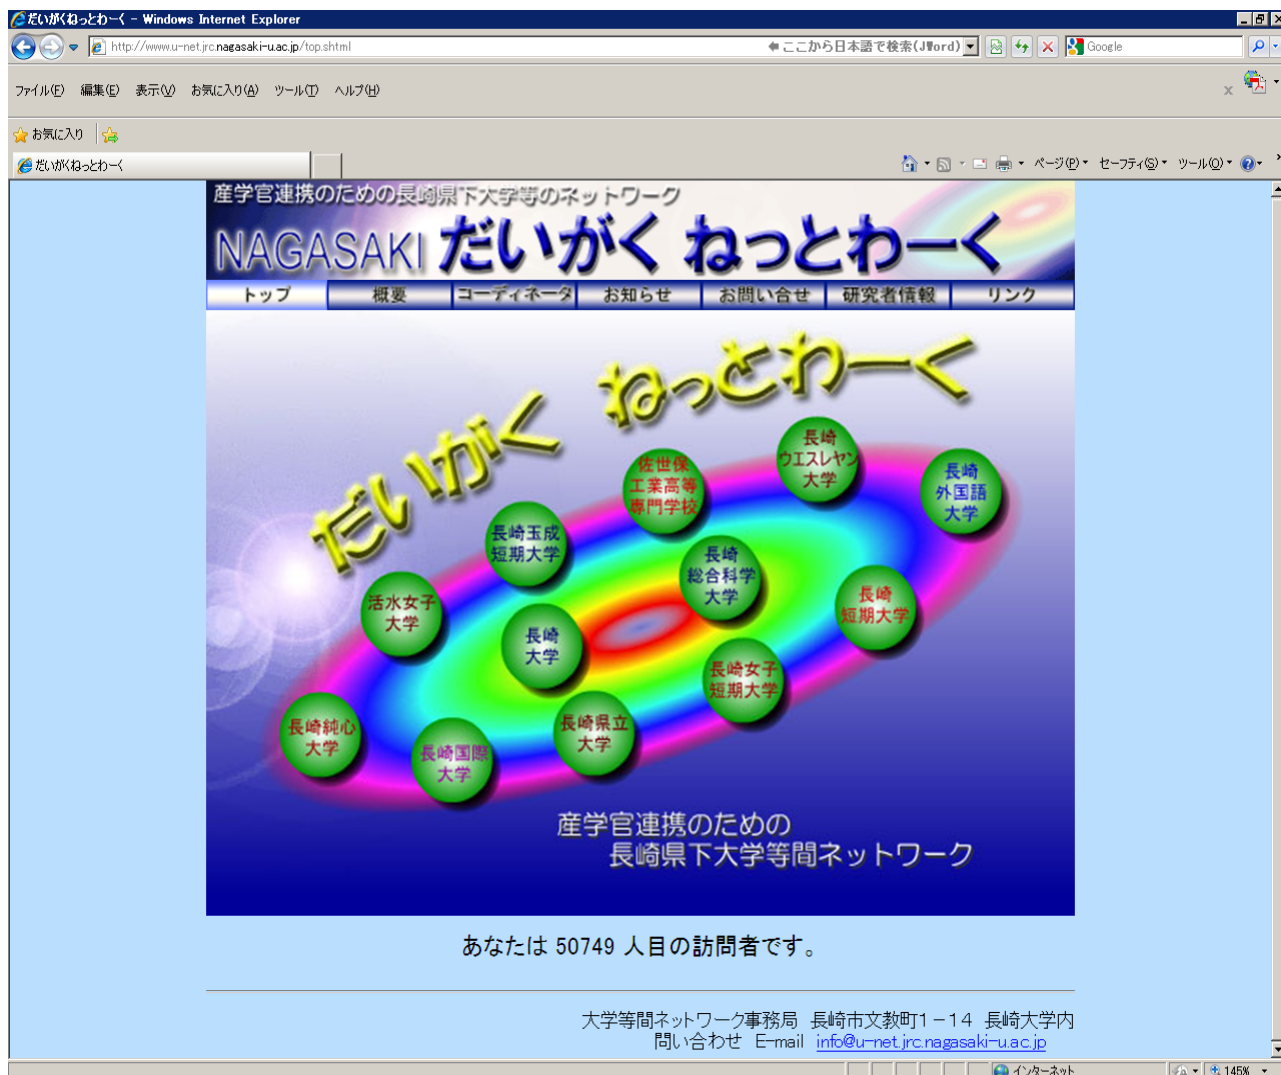 だいがくねっとわーく - Windows Internet Explorer
http://www.u-net.jrc.nagasaki-u.ac.jp/top.shtml
ここから日本語で検索(JWord)
Google
ファイル(F) 編集(E) 表示(V) お気に入り(A) ツール(T) ヘルプ(H)
お気に入り
だいがくねっとわーく
ページ(P) セーフティ(S) ツール(O)
産学官連携のための長崎県下大学等のネットワーク
NAGASAKI だいがく ねっとわーく
トップ 概要 コーディネータ お知らせ お問い合せ 研究者情報 リンク
だいがく ねっとわーく
長崎
ウエスレヤン
大学
佐世保
工業高等
専門学校
長崎
外国語
大学
長崎玉成
短期大学
長崎
総合科学
大学
長崎
短期大学
活水女子
大学
長崎
大学
長崎女子
短期大学
長崎純心
大学
長崎国際
大学
長崎県立
大学
産学官連携のための
長崎県下大学等間ネットワーク
あなたは 50749 人目の訪問者です。
大学等間ネットワーク事務局 長崎市文教町1-14 長崎大学内
問い合わせ E-mail info@u-net.jrc.nagasaki-u.ac.jp
インターネット
145%